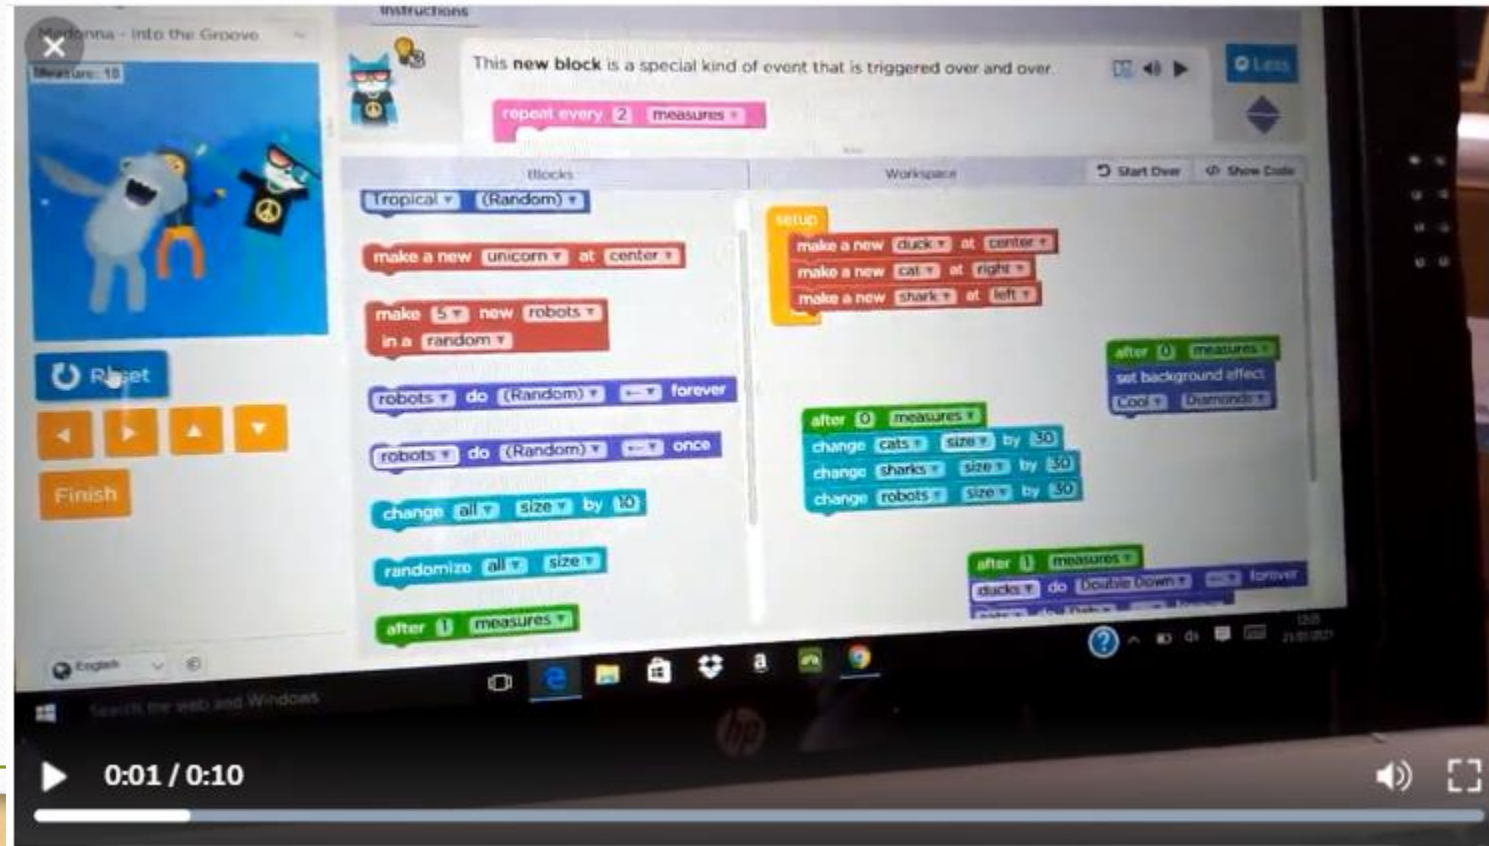 Instructions
Madonna - Into the Groove
Measure: 18
This new block is a special kind of event that is triggered over and over.
Less
repeat every 2 measures
Blocks
Workspace
Start Over
Show Code
Tropical (Random)
make a new unicorn at center
make 5 new robots
in a random
robots do (Random) forever
robots do (Random) once
change all size by 10
randomize all size
after 1 measures
setup
make a new duck at center
make a new cat at right
make a new shark at left
after 0 measures
set background effect
Cool Diamonds
after 0 measures
change cats size by 30
change sharks size by 30
change robots size by 30
after 1 measures
ducks do Double Down forever
Reset
Finish
English
Search the web and Windows
hp
0:01 / 0:10